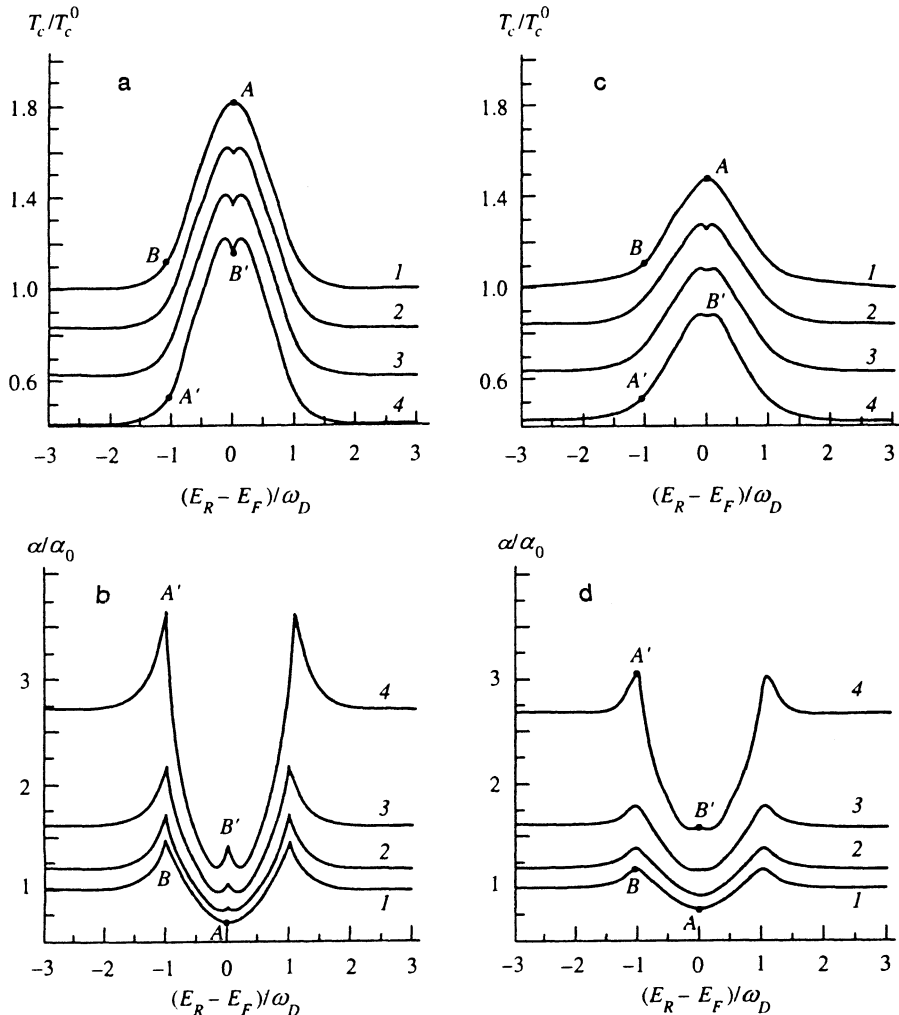 T_c/T_c^0
a
1.8
1.4
1.0
0.6
A
B
B'
A'
1
2
3
4
−3 −2 −1 0 1 2 3
(E_R − E_F)/ω_D
T_c/T_c^0
c
1.8
1.4
1.0
0.6
A
B
B'
A'
1
2
3
4
−3 −2 −1 0 1 2 3
(E_R − E_F)/ω_D
α/α_0
b
3
2
1
A'
B'
B
A
4
3
2
1
−3 −2 −1 0 1 2 3
(E_R − E_F)/ω_D
α/α_0
d
3
2
1
A'
B'
B
A
4
3
2
1
−3 −2 −1 0 1 2 3
(E_R − E_F)/ω_D